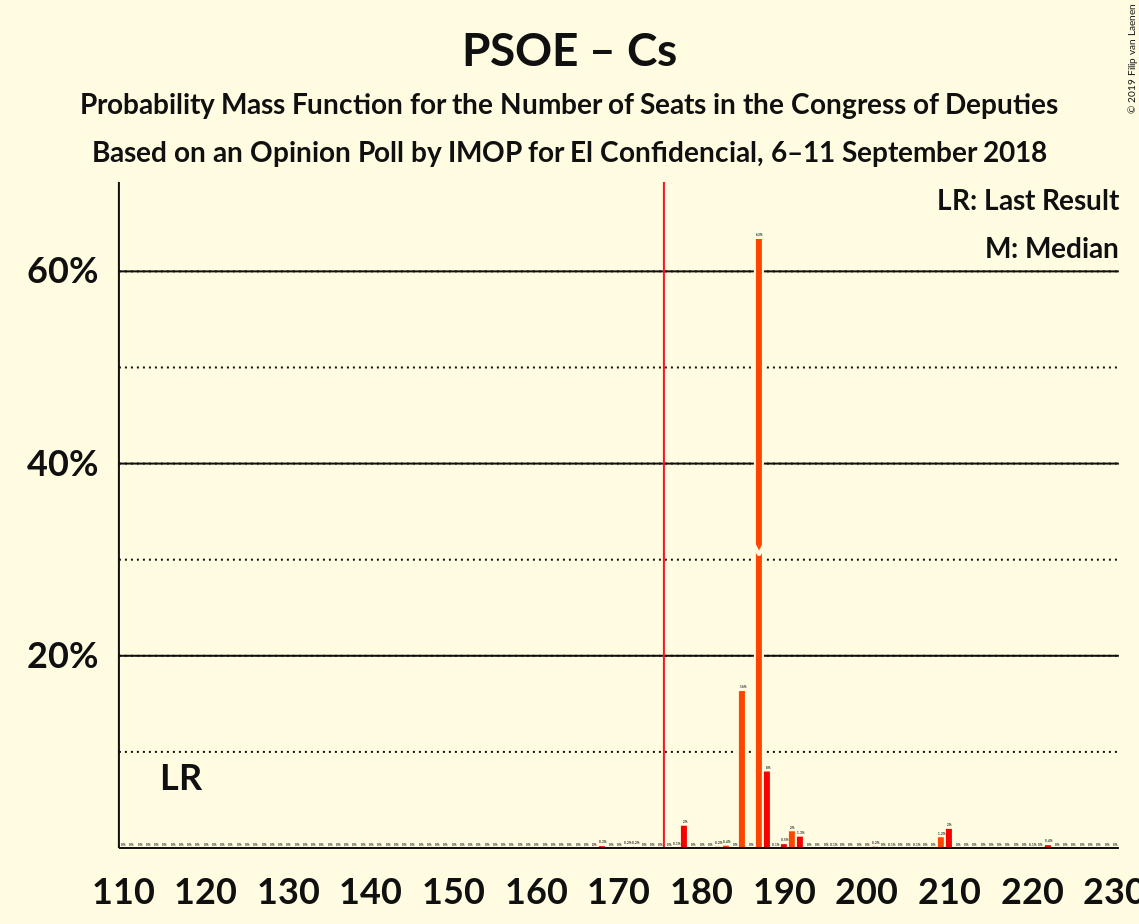 PSOE – Cs
Probability Mass Function for the Number of Seats in the Congress of Deputies
Based on an Opinion Poll by IMOP for El Confidencial, 6–11 September 2018
© 2019 Filip van Laenen
LR: Last Result
M: Median
60%
40%
20%
LR
110 120 130 140 150 160 170 180 190 200 210 220 230